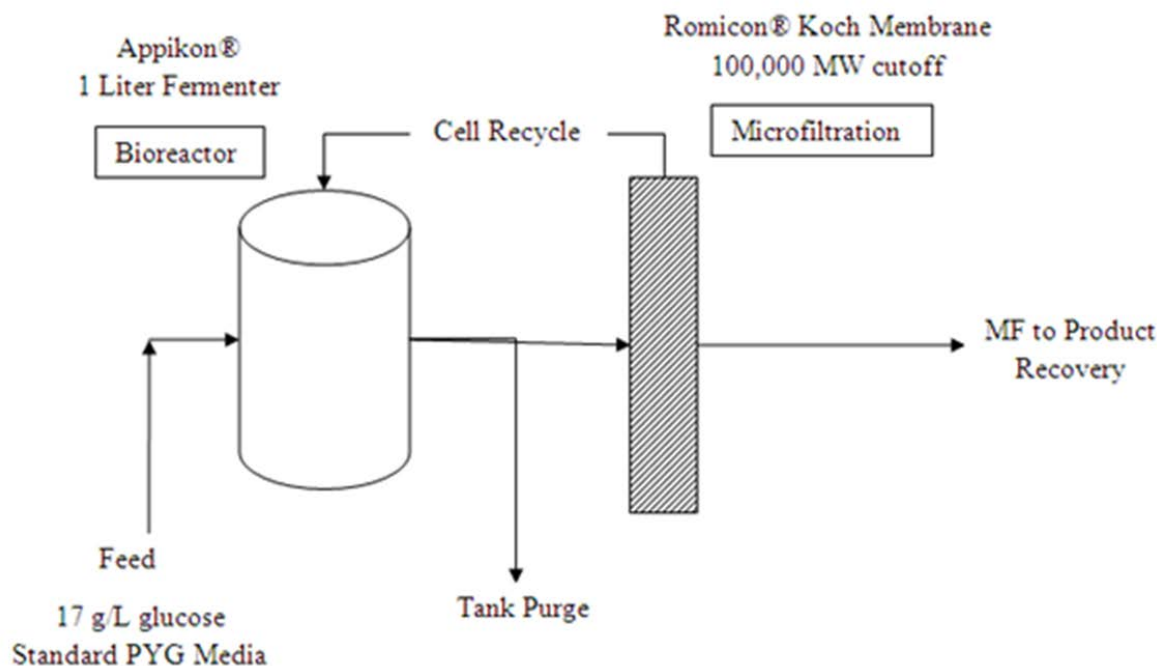 Appikon®
1 Liter Fermenter
Bioreactor
Romicon® Koch Membrane
100,000 MW cutoff
Microfiltration
Cell Recycle
MF to Product
Recovery
Feed
17 g/L glucose
Standard PYG Media
Tank Purge